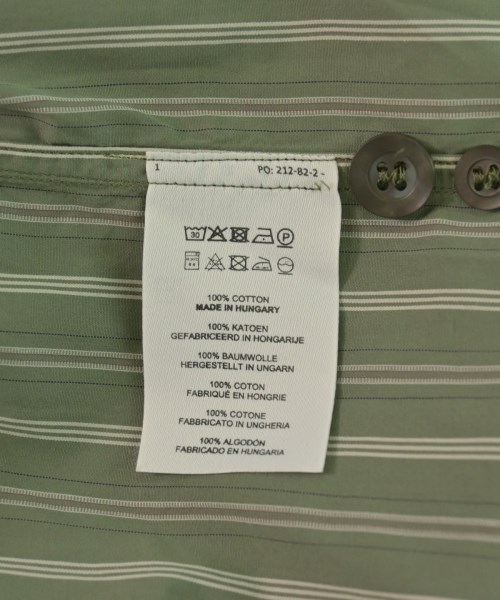 1 PO: 212-82-2 -
30 P
100% COTTON
MADE IN HUNGARY
100% KATOEN
GEFABRICEERD IN HONGARIJE
100% BAUMWOLLE
HERGESTELLT IN UNGARN
100% COTON
FABRIQUÉ EN HONGRIE
100% COTONE
FABBRICATO IN UNGHERIA
100% ALGODÓN
FABRICADO EN HUNGARIA